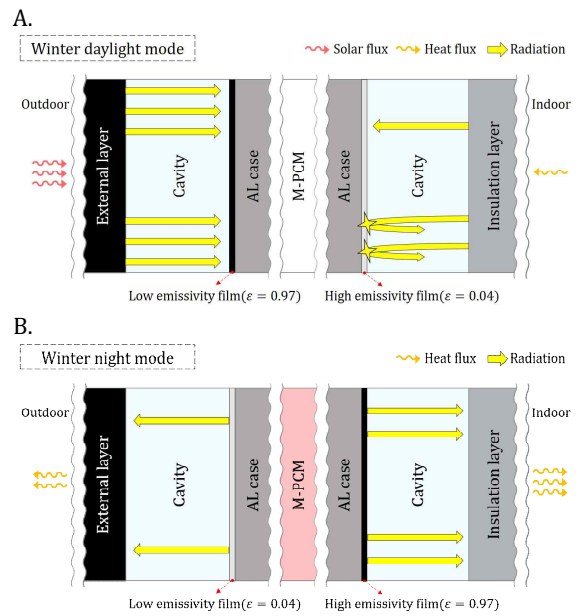 A.
Winter daylight mode
Solar flux
Heat flux
Radiation
Outdoor
External layer
Cavity
AL case
M-PCM
AL case
Cavity
Insulation layer
Indoor
Low emissivity film(ε = 0.97)
High emissivity film(ε = 0.04)
B.
Winter night mode
Heat flux
Radiation
Outdoor
External layer
Cavity
AL case
M-PCM
AL case
Cavity
Insulation layer
Indoor
Low emissivity film(ε = 0.04)
High emissivity film(ε = 0.97)